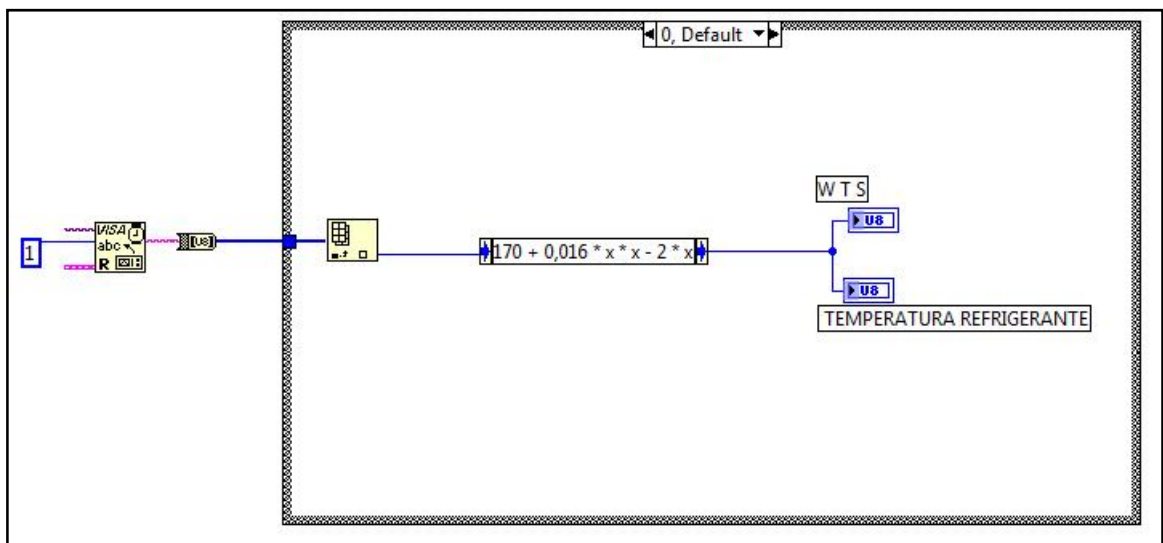 0, Default
W T S
U8
VISA
abc
R
[U8]
1
170 + 0,016 * x * x - 2 * x
U8
TEMPERATURA REFRIGERANTE